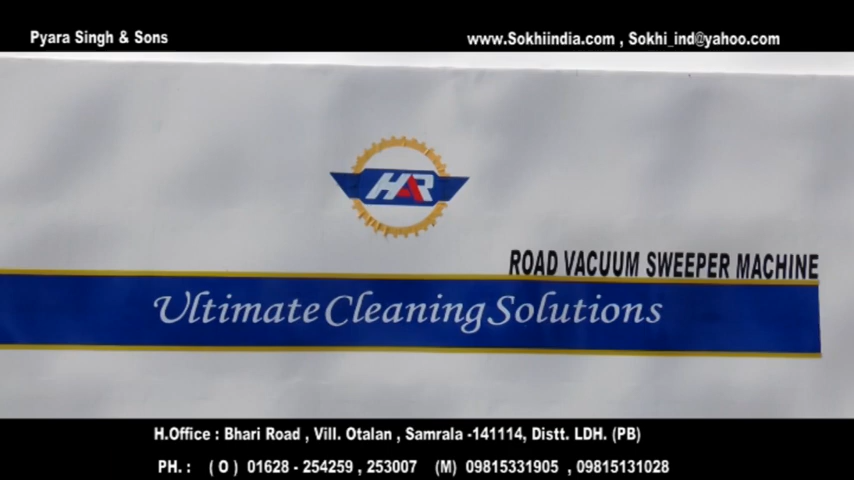 Pyara Singh & Sons
www.Sokhiindia.com , Sokhi_ind@yahoo.com
HAR
ROAD VACUUM SWEEPER MACHINE
Ultimate Cleaning Solutions
H.Office : Bhari Road , Vill. Otalan , Samrala -141114, Distt. LDH. (PB)
PH. : ( O ) 01628 - 254259 , 253007 (M) 09815331905 , 09815131028